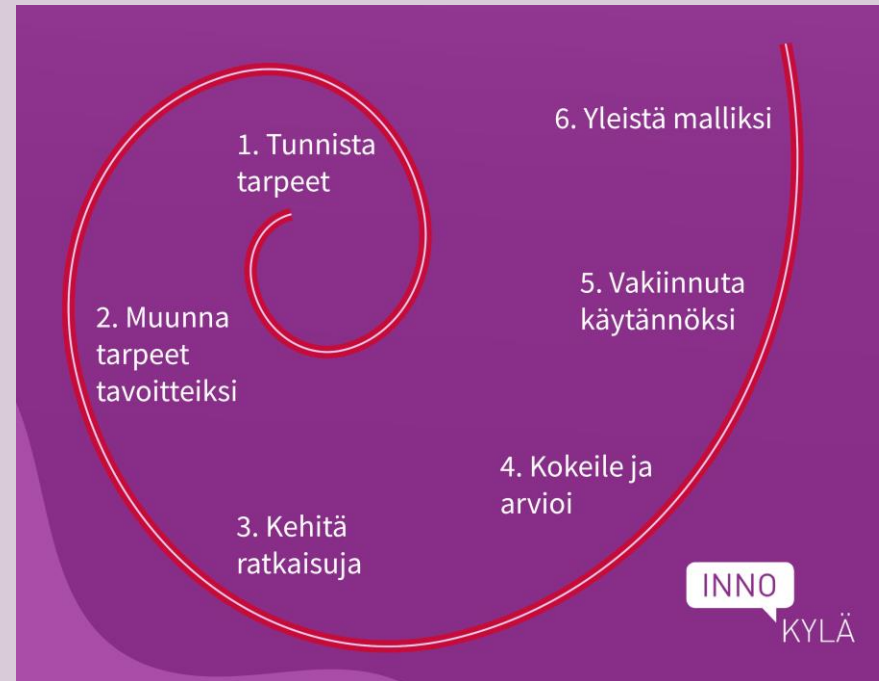 1. Tunnista
tarpeet
2. Muunna
tarpeet
tavoitteiksi
3. Kehitä
ratkaisuja
4. Kokeile ja
arvioi
5. Vakiinnuta
käytännöksi
6. Yleistä malliksi
INNO
KYLÄ